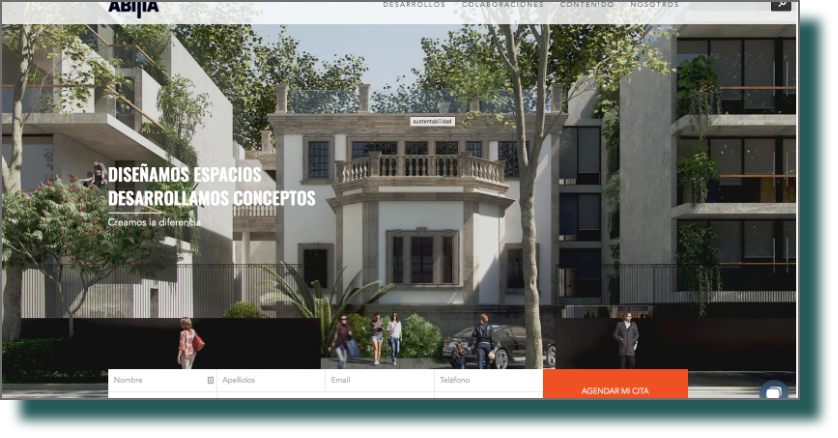 ABIIIA
DESARROLLOS COLABORACIONES CONTENIDO NOSOTROS
sustentabilidad
DISEÑAMOS ESPACIOS
DESARROLLAMOS CONCEPTOS
Creamos la diferencia
Nombre Apellidos Email Teléfono
AGENDAR MI CITA